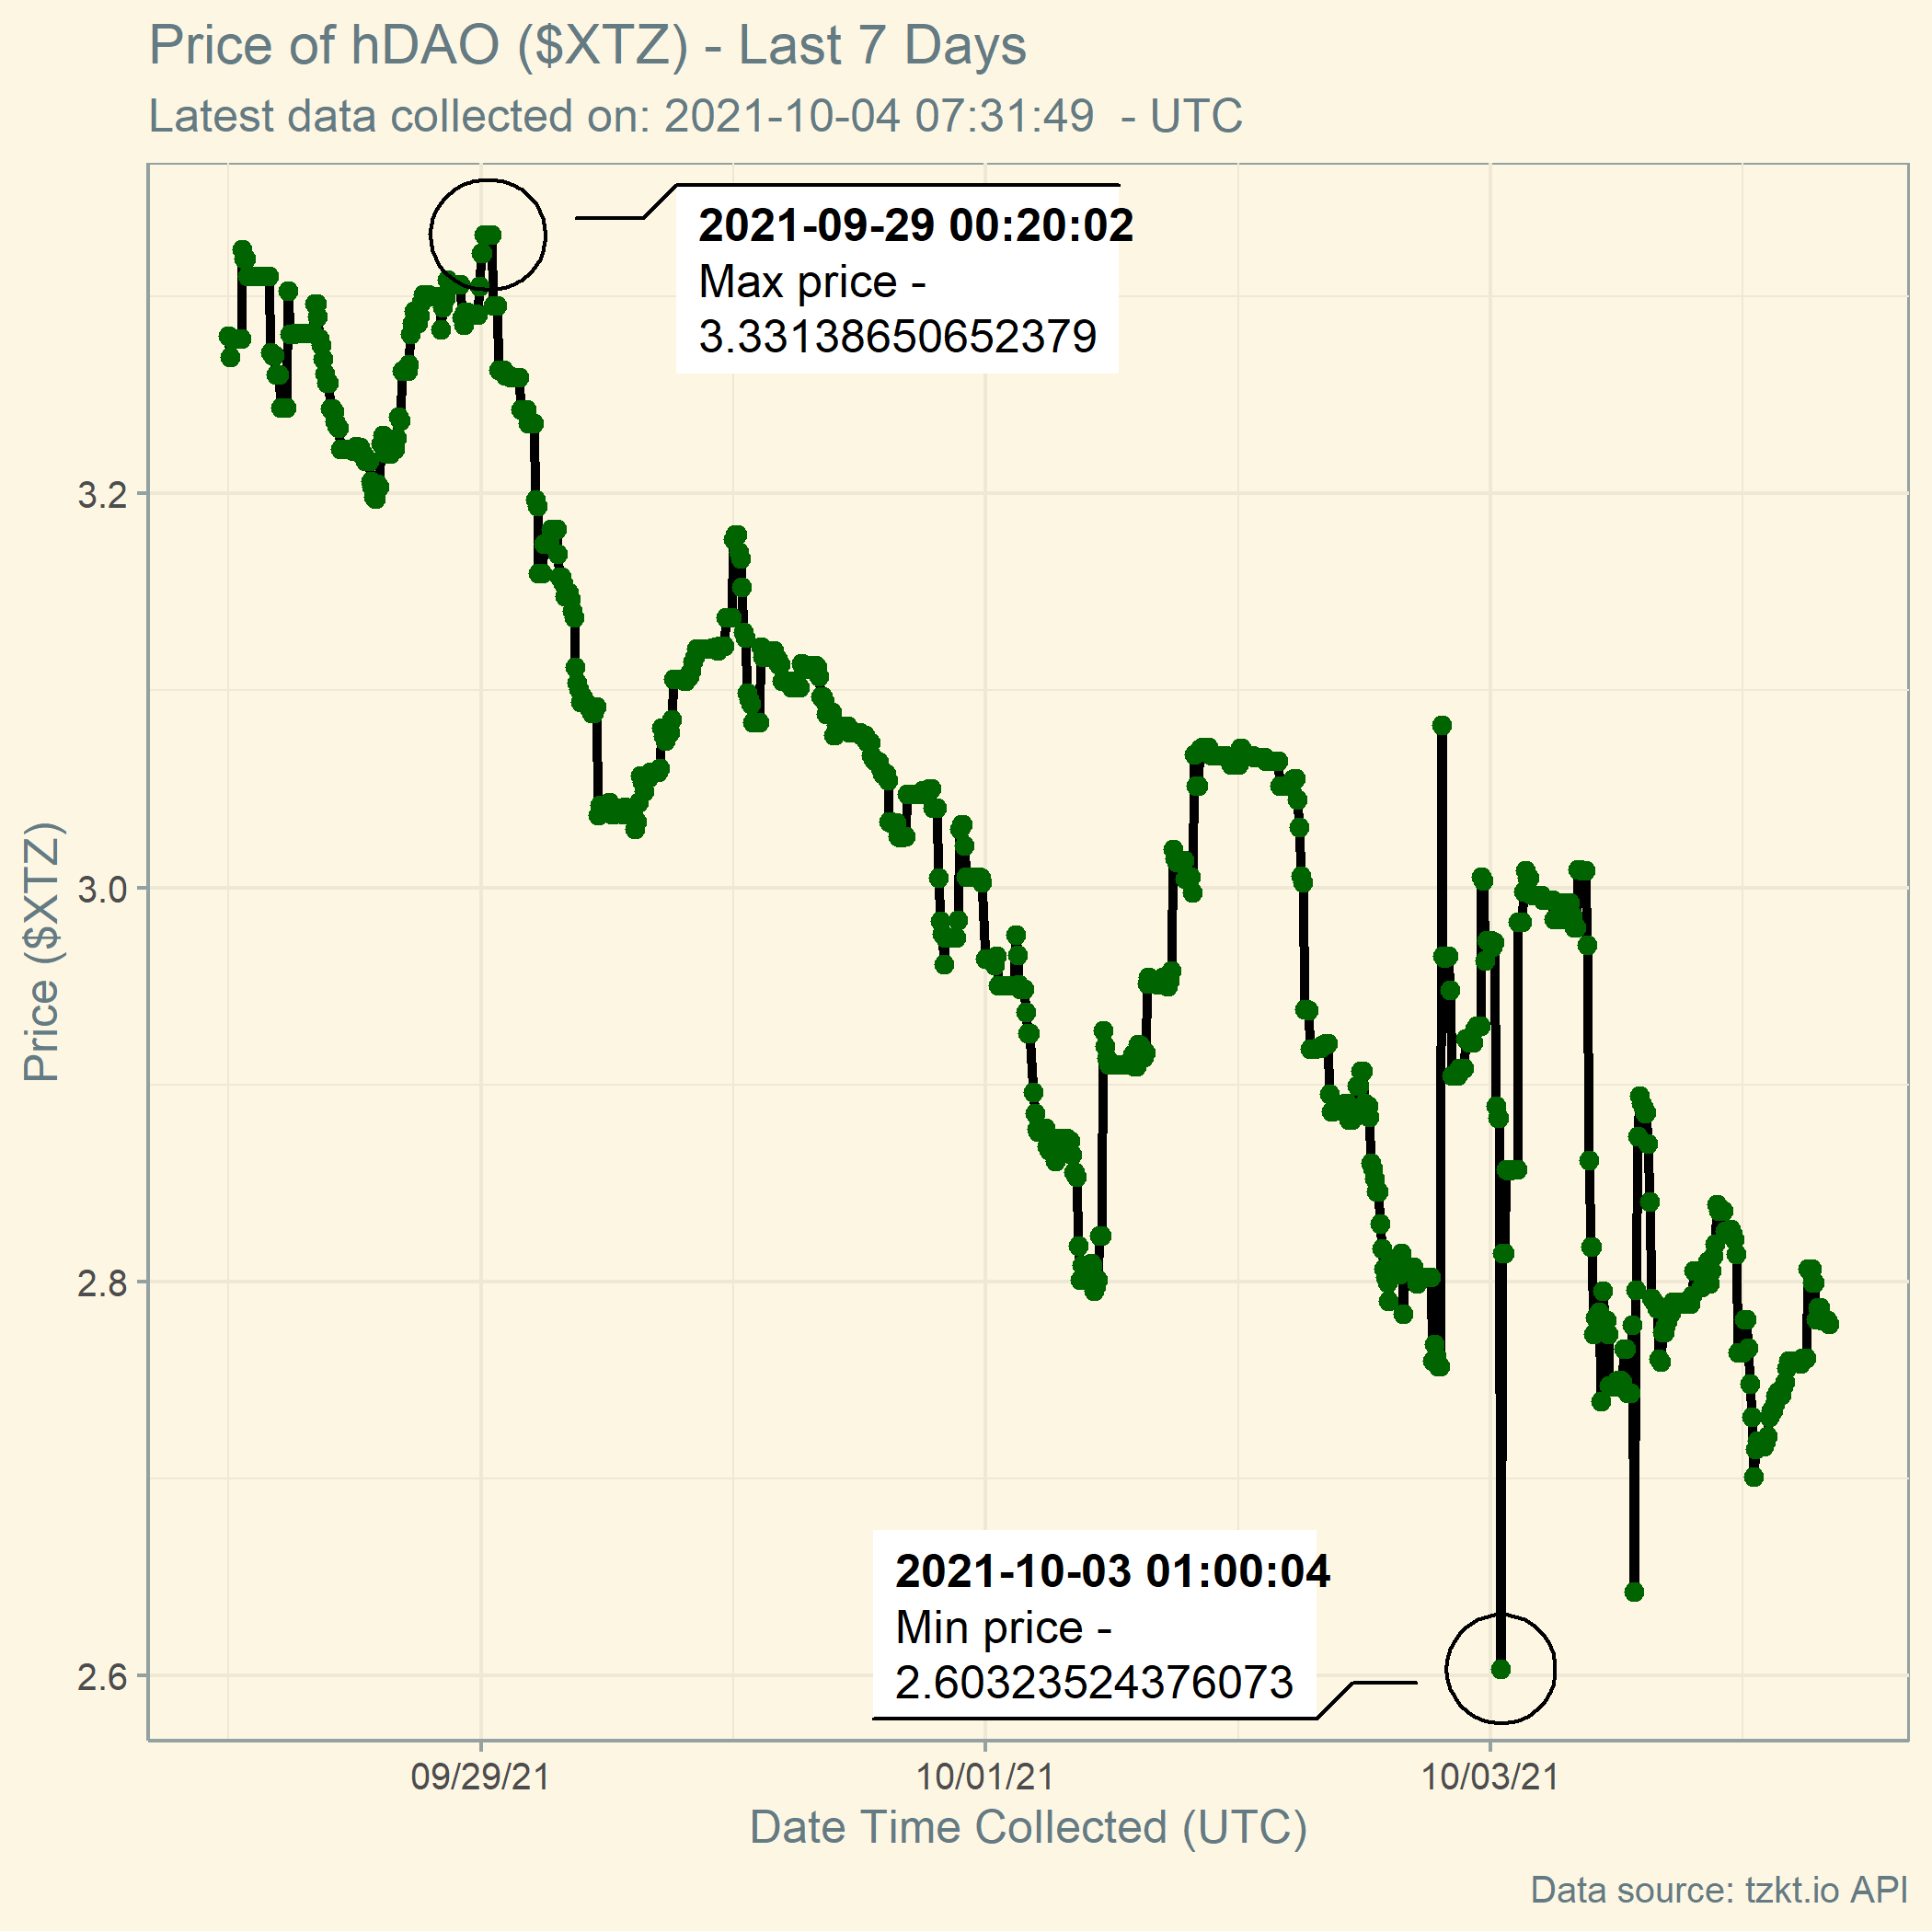 Price of hDAO ($XTZ) - Last 7 Days
Latest data collected on: 2021-10-04 07:31:49  - UTC
2021-09-29 00:20:02
Max price -
3.33138650652379
3.2
3.0
2.8
2.6
Price ($XTZ)
2021-10-03 01:00:04
Min price -
2.60323524376073
09/29/21
10/01/21
10/03/21
Date Time Collected (UTC)
Data source: tzkt.io API